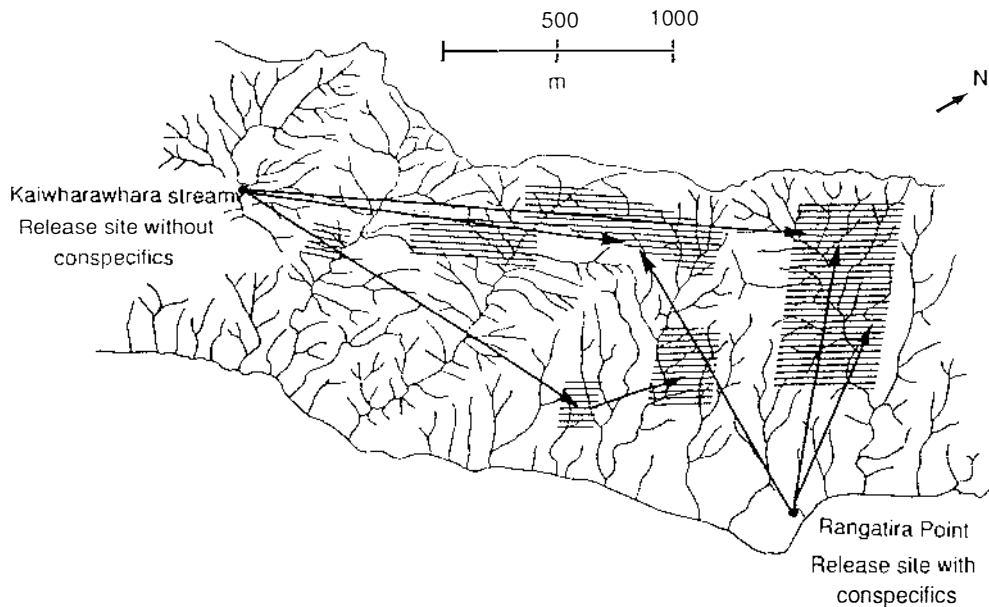 500 1000
m
N
Kaiwharawhara stream
Release site without
conspecifics
Rangatira Point
Release site with
conspecifics